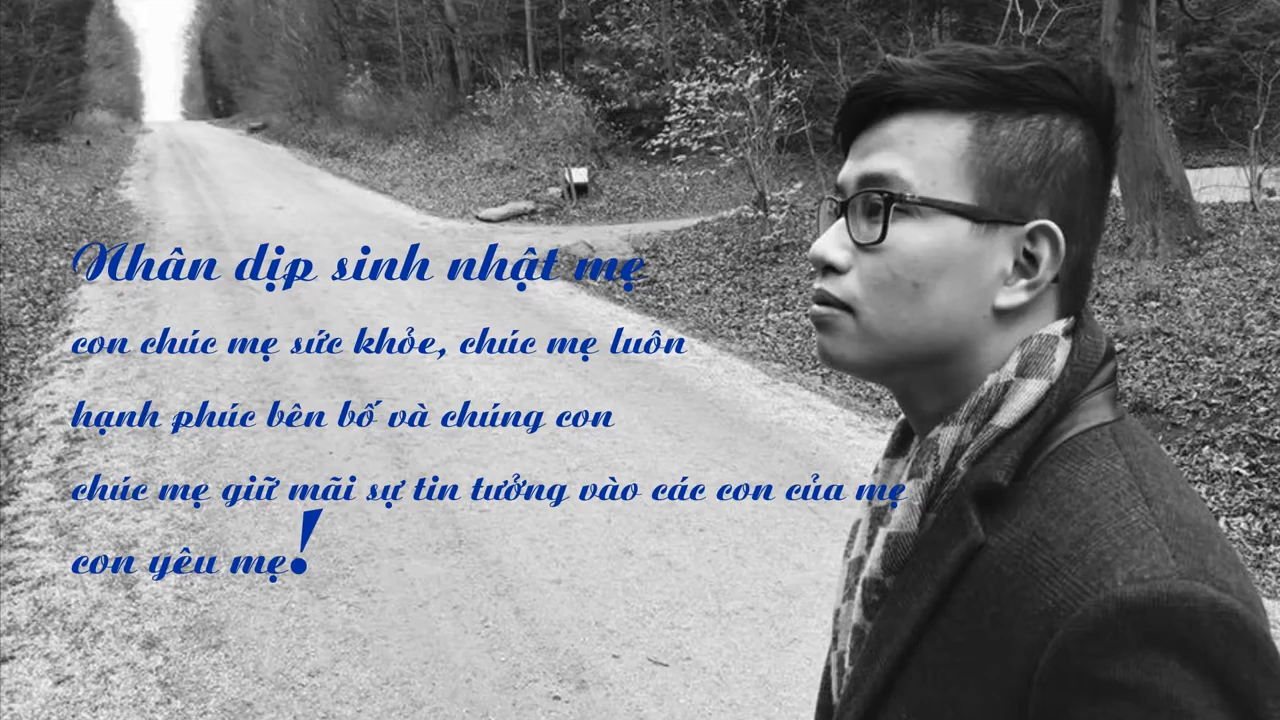 Nhân dịp sinh nhật mẹ
con chúc mẹ sức khỏe, chúc mẹ luôn
hạnh phúc bên bố và chúng con
chúc mẹ giữ mãi sự tin tưởng vào các con của mẹ
con yêu mẹ!